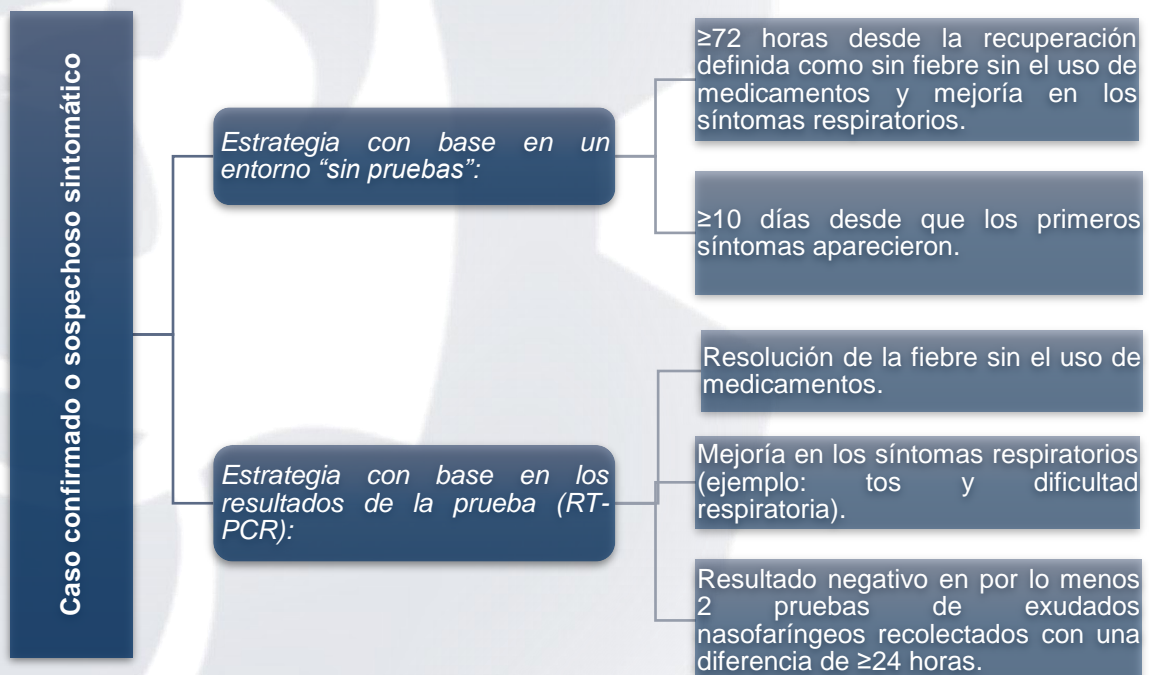 Caso confirmado o sospechoso sintomático
Estrategia con base en un
entorno “sin pruebas”:
≥72 horas desde la recuperación
definida como sin fiebre sin el uso de
medicamentos y mejoría en los
síntomas respiratorios.
≥10 días desde que los primeros
síntomas aparecieron.
Estrategia con base en los
resultados de la prueba (RT-
PCR):
Resolución de la fiebre sin el uso de
medicamentos.
Mejoría en los síntomas respiratorios
(ejemplo: tos y dificultad
respiratoria).
Resultado negativo en por lo menos
2 pruebas de exudados
nasofaríngeos recolectados con una
diferencia de ≥24 horas.